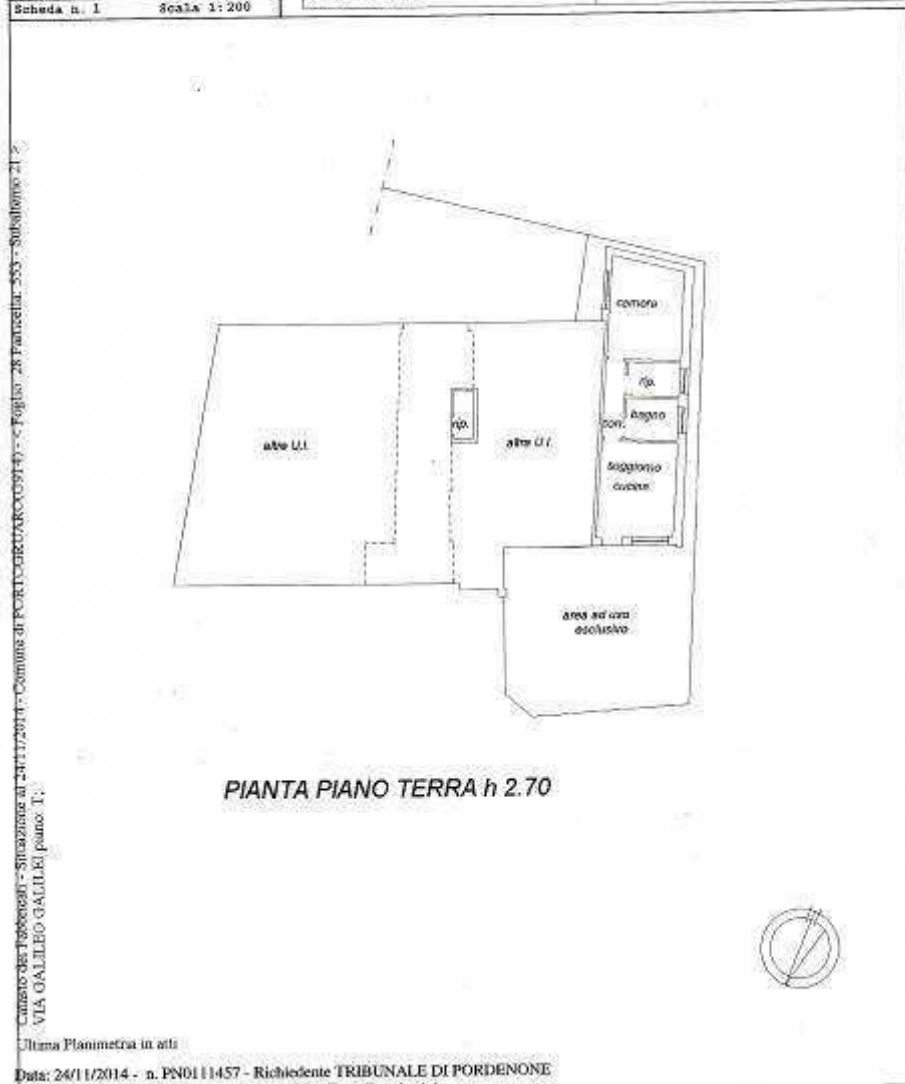 Scheda n. 1 Scala 1:200
camera
rip.
bagno
rip.
altre U.I.
altre U.I.
soggiorno
cucina
area ad uso
esclusivo
PIANTA PIANO TERRA h 2.70
Catasto dei Fabbricati - Situazione al 24/11/2014 - Comune di PORTOGRUARO (G914) - < Foglio: 28 Particella: 553 - Subalterno 21 >
VIA GALILEO GALILEI piano: T;
Ultima Planimetria in atti
Data: 24/11/2014 - n. PN0111457 - Richiedente TRIBUNALE DI PORDENONE